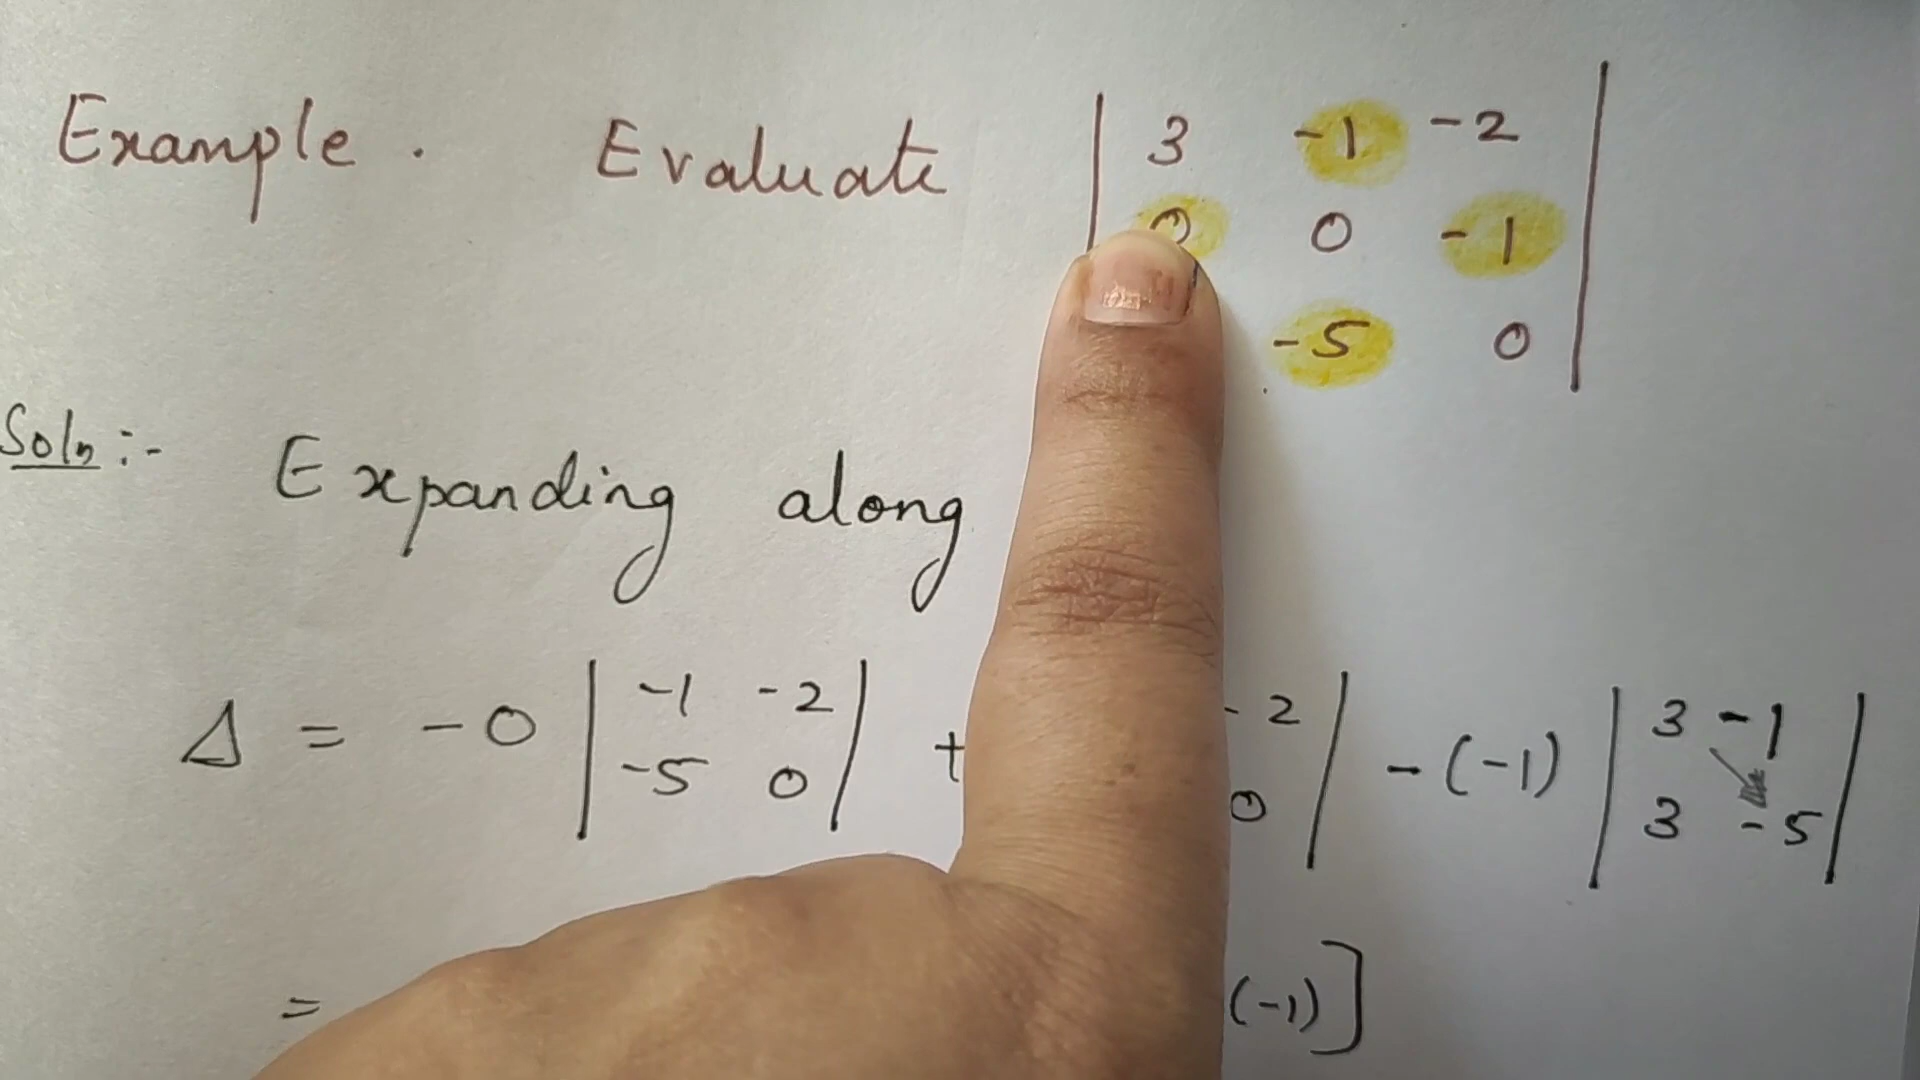 Example. Evaluate | 3 -1 -2 |
0 0 -1
-5 0
Soln:- Expanding along
Δ = -0 | -1 -2 | + -2 | -(-1) | 3 -1 |
-5 0 0 3 -5
= (-1)]